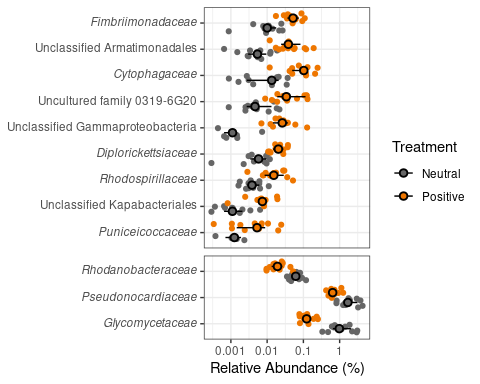 Fimbriimonadaceae
Unclassified Armatimonadales
Cytophagaceae
Uncultured family 0319-6G20
Unclassified Gammaproteobacteria
Diplorickettsiaceae
Rhodospirillaceae
Unclassified Kapabacteriales
Puniceicoccaceae
Rhodanobacteraceae
Pseudonocardiaceae
Glycomycetaceae
0.001 0.01 0.1 1
Relative Abundance (%)
Treatment
Neutral
Positive